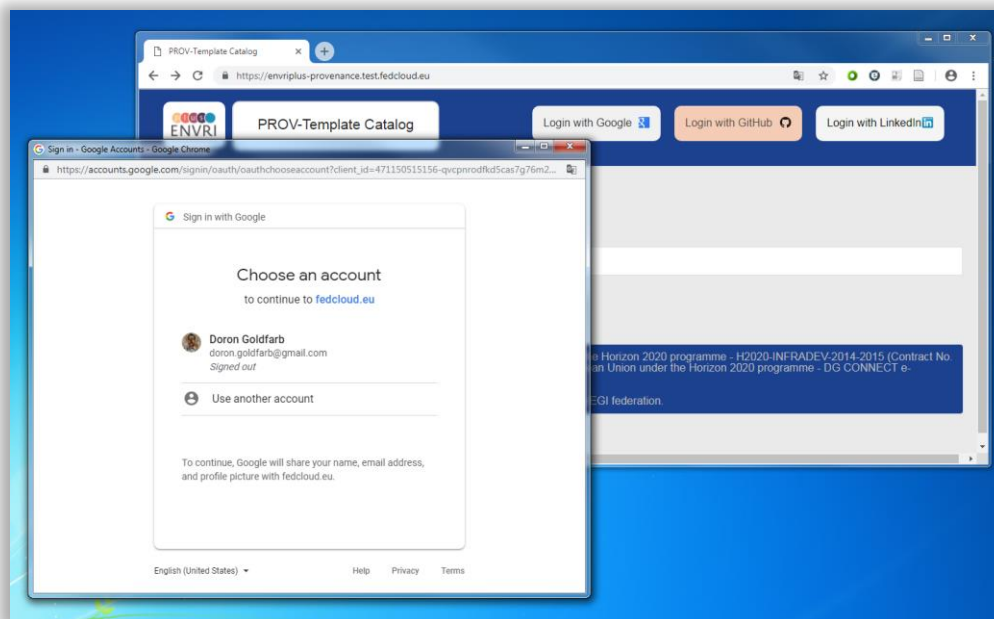 PROV-Template Catalog
https://envriplus-provenance.test.fedcloud.eu
ENVRI
PROV-Template Catalog
Login with Google
Login with GitHub
Login with LinkedIn
Sign in - Google Accounts - Google Chrome
https://accounts.google.com/signin/oauth/oauthchooseaccount?client_id=471150515156-qvcpnrodfkd5cas7g76m2...
Sign in with Google
Choose an account
to continue to fedcloud.eu
Doron Goldfarb
doron.goldfarb@gmail.com
Signed out
Use another account
To continue, Google will share your name, email address,
and profile picture with fedcloud.eu.
English (United States)
Help
Privacy
Terms
e Horizon 2020 programme - H2020-INFRADEV-2014-2015 (Contract No.
an Union under the Horizon 2020 programme - DG CONNECT e-
EGI federation.